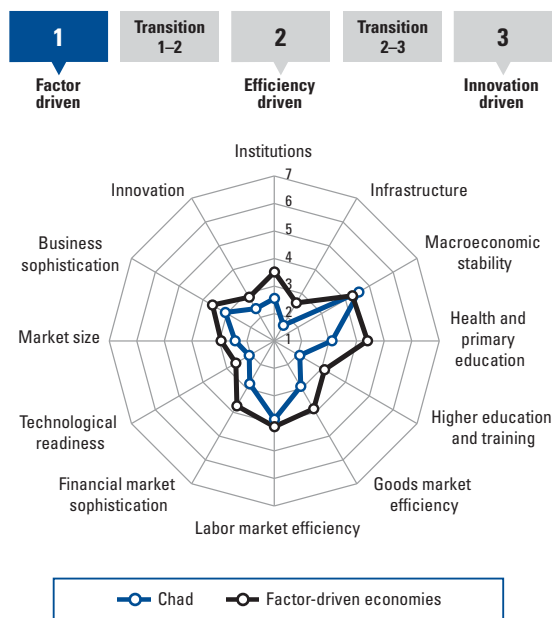 1
Transition
1–2
2
Transition
2–3
3
Factor
driven
Efficiency
driven
Innovation
driven
Institutions
Innovation
Infrastructure
Business
sophistication
Macroeconomic
stability
Market size
Health and
primary
education
Technological
readiness
Higher education
and training
Financial market
sophistication
Goods market
efficiency
Labor market efficiency
7
6
5
4
3
2
1
Chad
Factor-driven economies